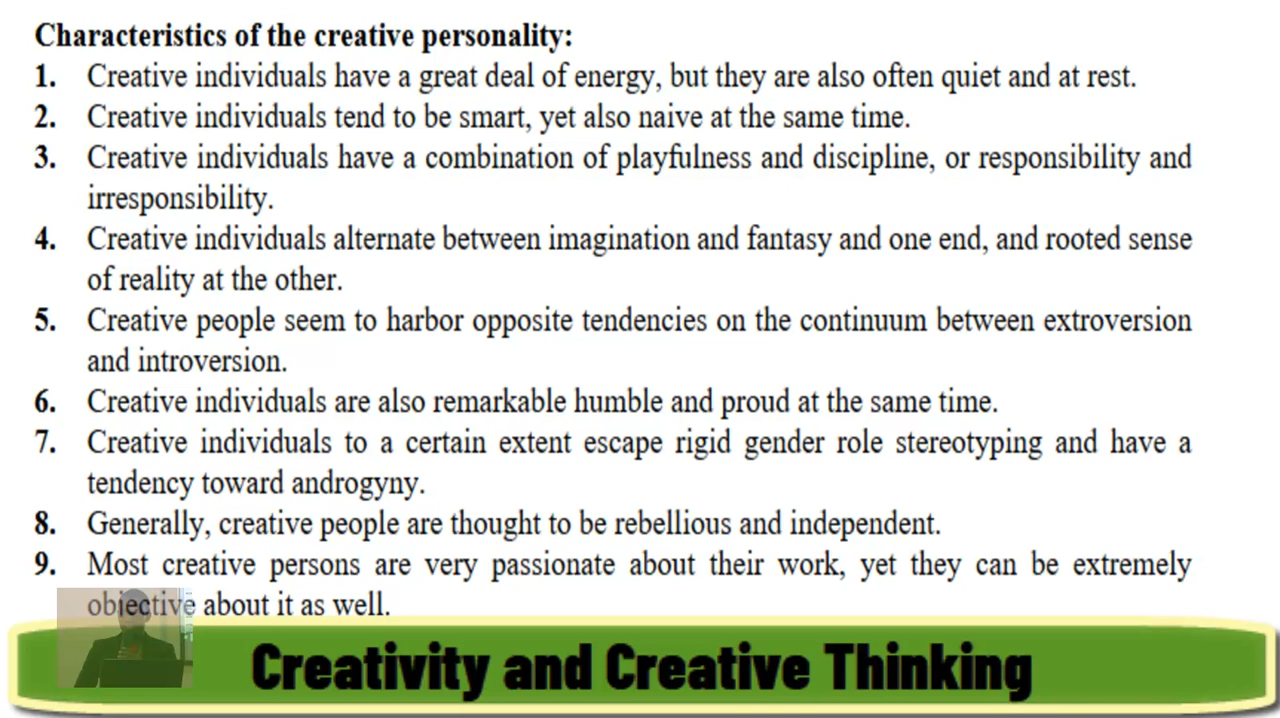 Characteristics of the creative personality:
1. Creative individuals have a great deal of energy, but they are also often quiet and at rest.
2. Creative individuals tend to be smart, yet also naive at the same time.
3. Creative individuals have a combination of playfulness and discipline, or responsibility and
irresponsibility.
4. Creative individuals alternate between imagination and fantasy and one end, and rooted sense
of reality at the other.
5. Creative people seem to harbor opposite tendencies on the continuum between extroversion
and introversion.
6. Creative individuals are also remarkable humble and proud at the same time.
7. Creative individuals to a certain extent escape rigid gender role stereotyping and have a
tendency toward androgyny.
8. Generally, creative people are thought to be rebellious and independent.
9. Most creative persons are very passionate about their work, yet they can be extremely
objective about it as well.
Creativity and Creative Thinking